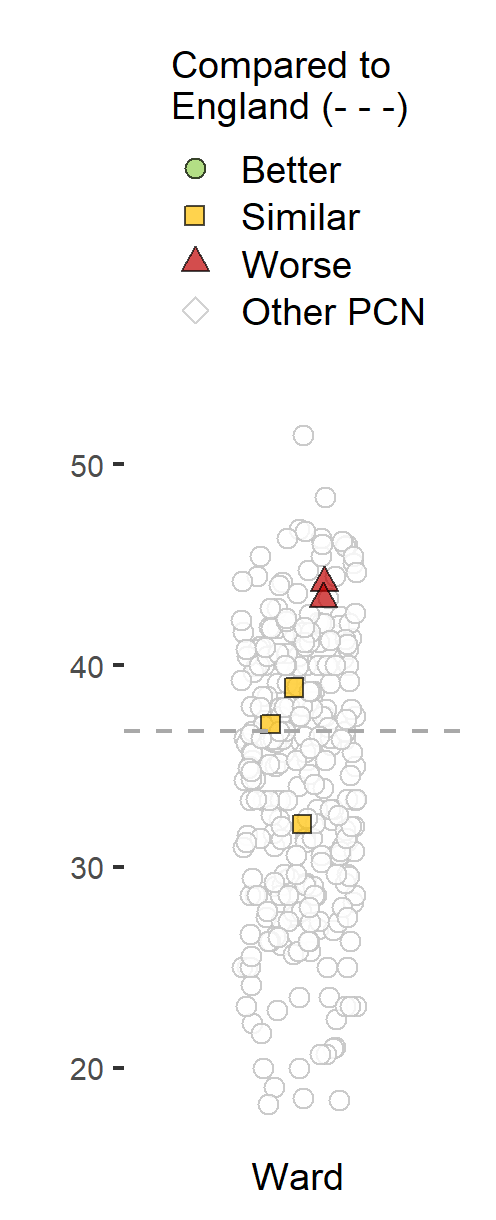 Compared to
England (- - -)
Better
Similar
Worse
Other PCN
50
40
30
20
Ward